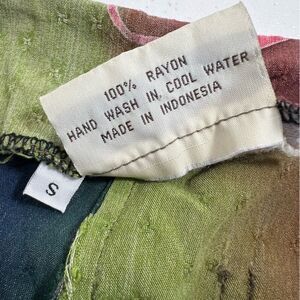 100% RAYON
HAND WASH IN COOL WATER
MADE IN INDONESIA
S